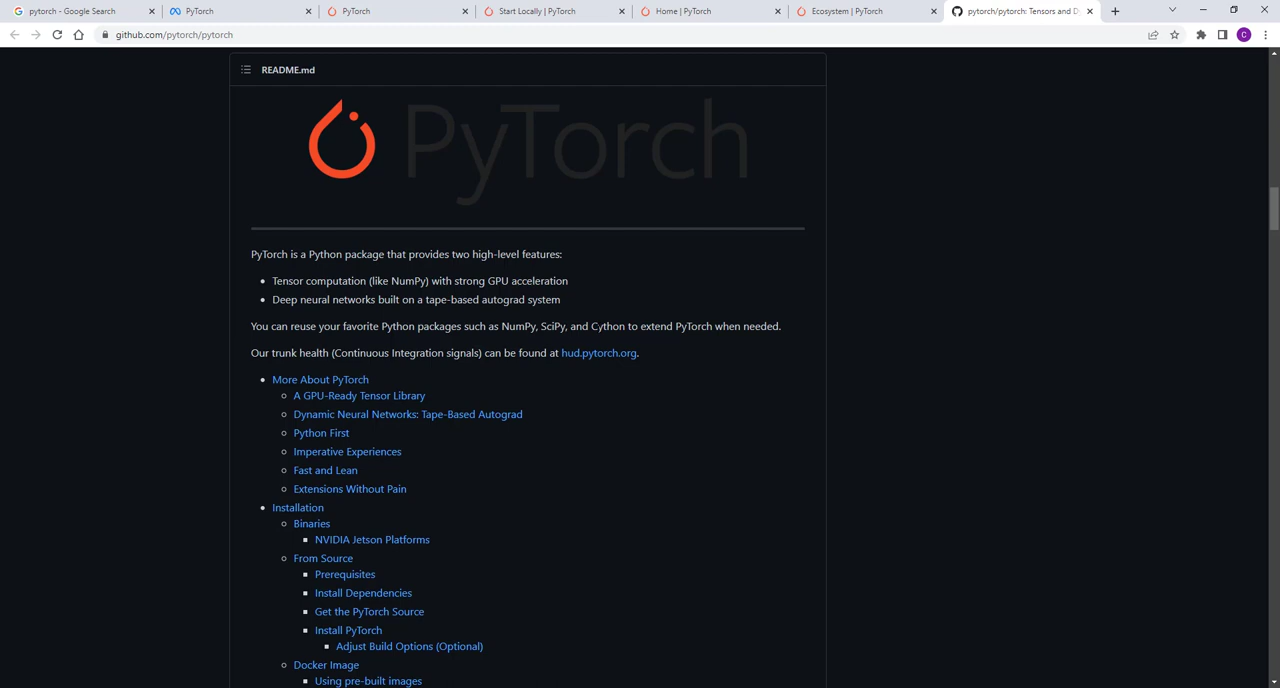 pytorch - Google Search
PyTorch
PyTorch
Start Locally | PyTorch
Home | PyTorch
Ecosystem | PyTorch
pytorch/pytorch: Tensors and Dy
github.com/pytorch/pytorch
C
README.md
PyTorch
PyTorch is a Python package that provides two high-level features:
Tensor computation (like NumPy) with strong GPU acceleration
Deep neural networks built on a tape-based autograd system
You can reuse your favorite Python packages such as NumPy, SciPy, and Cython to extend PyTorch when needed.
Our trunk health (Continuous Integration signals) can be found at hud.pytorch.org.
More About PyTorch
A GPU-Ready Tensor Library
Dynamic Neural Networks: Tape-Based Autograd
Python First
Imperative Experiences
Fast and Lean
Extensions Without Pain
Installation
Binaries
NVIDIA Jetson Platforms
From Source
Prerequisites
Install Dependencies
Get the PyTorch Source
Install PyTorch
Adjust Build Options (Optional)
Docker Image
Using pre-built images